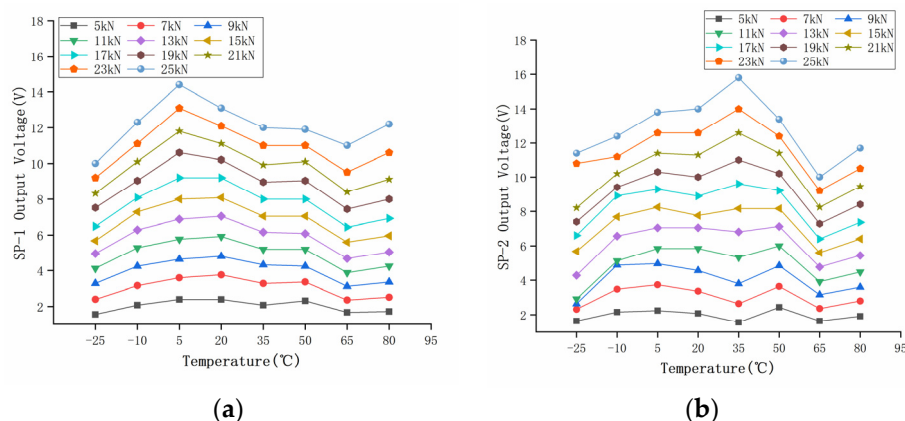 5kN 7kN 9kN
11kN 13kN 15kN
17kN 19kN 21kN
23kN 25kN
18
16
14
12
10
8
6
4
2
SP-1 Output Voltage(V)
-25 -10 5 20 35 50 65 80 95
Temperature(℃)
(a)
5kN 7kN 9kN
11kN 13kN 15kN
17kN 19kN 21kN
23kN 25kN
18
16
14
12
10
8
6
4
2
SP-2 Output Voltage(V)
-25 -10 5 20 35 50 65 80 95
Temperature(℃)
(b)